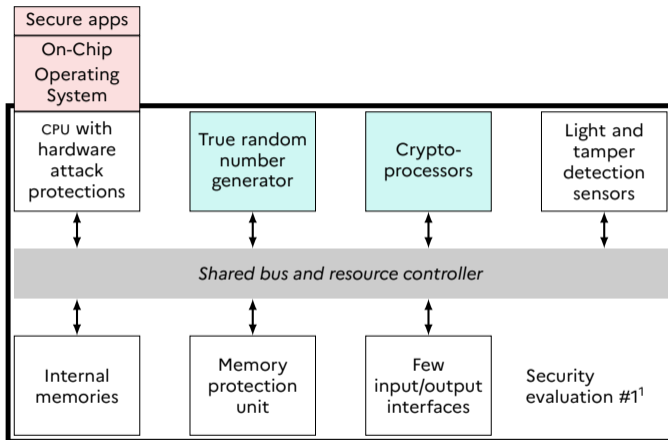 Secure apps
On-Chip
Operating
System
CPU with
hardware
attack
protections
True random
number
generator
Crypto-
processors
Light and
tamper
detection
sensors
Shared bus and resource controller
Internal
memories
Memory
protection
unit
Few
input/output
interfaces
Security
evaluation #1¹